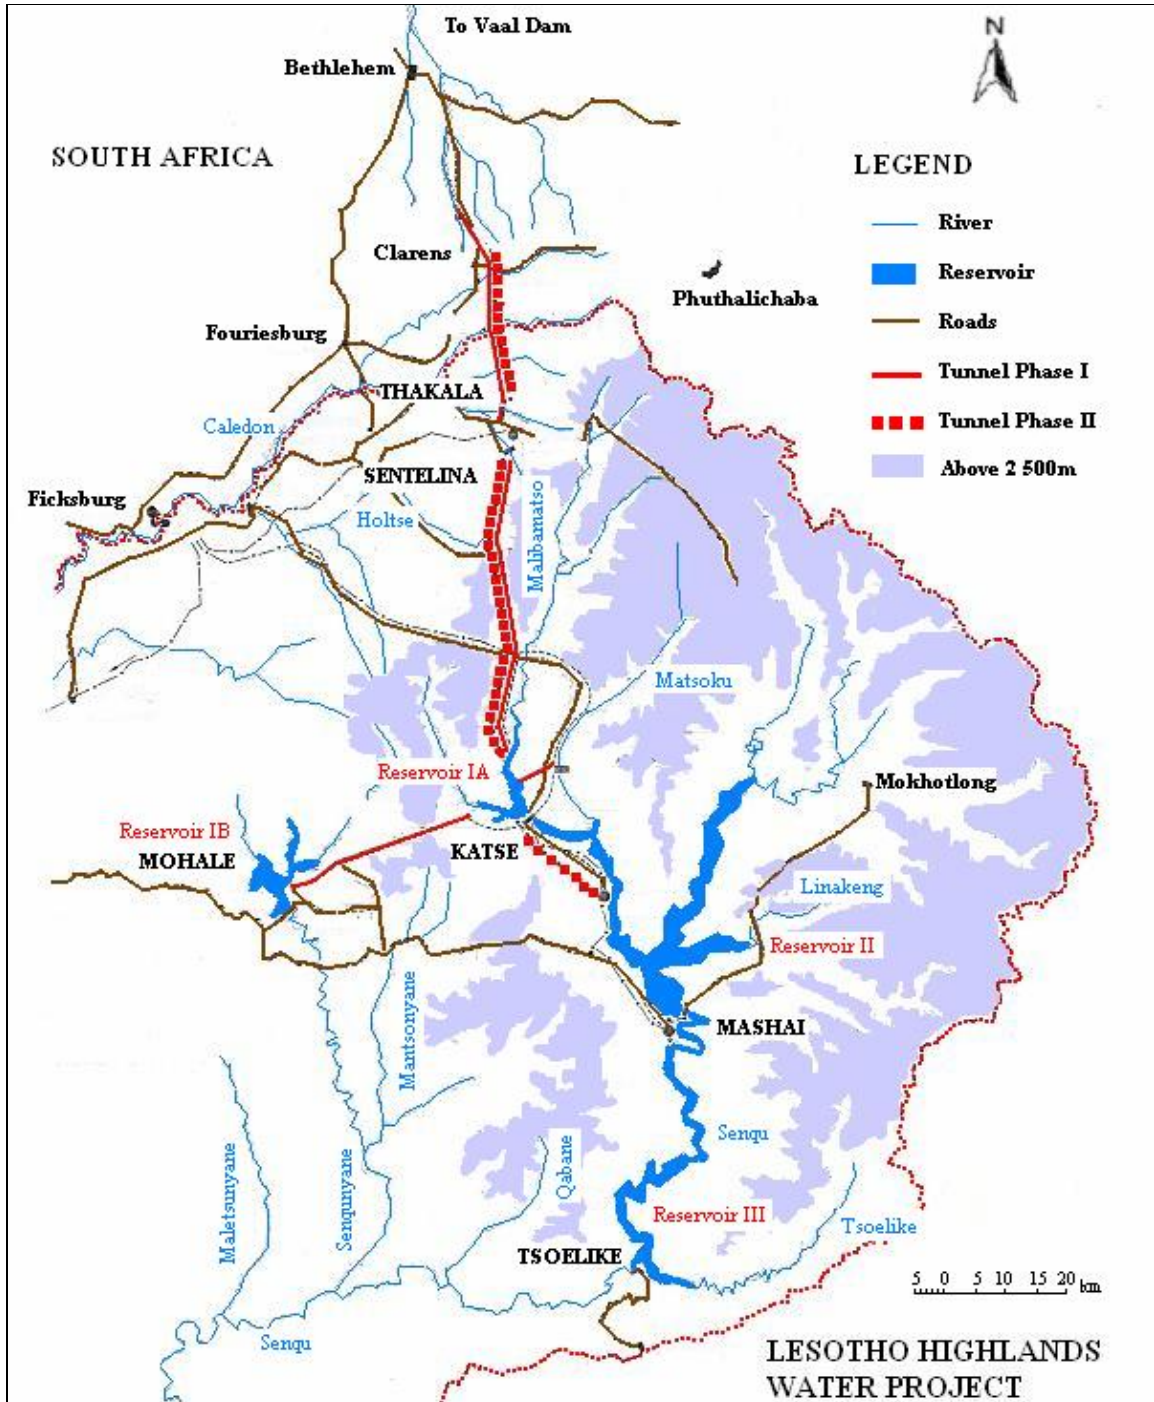 To Vaal Dam
N
Bethlehem
SOUTH AFRICA
LEGEND
River
Clarens
Reservoir
Phuthalichaba
Roads
Fouriesburg
Tunnel Phase I
THAKALA
Caledon
Tunnel Phase II
SENTELINA
Above 2 500m
Ficksburg
Holtse
Malibamatso
Matsoku
Reservoir IA
Mokhotlong
Reservoir IB
MOHALE
KATSE
Linakeng
Reservoir II
Mantsonyane
MASHAI
Senqu
Maletsunyane
Senqunyane
Qabane
Reservoir III
Tsoelike
TSOELIKE
5 0 10 15 20 km
Senqu
LESOTHO HIGHLANDS
WATER PROJECT